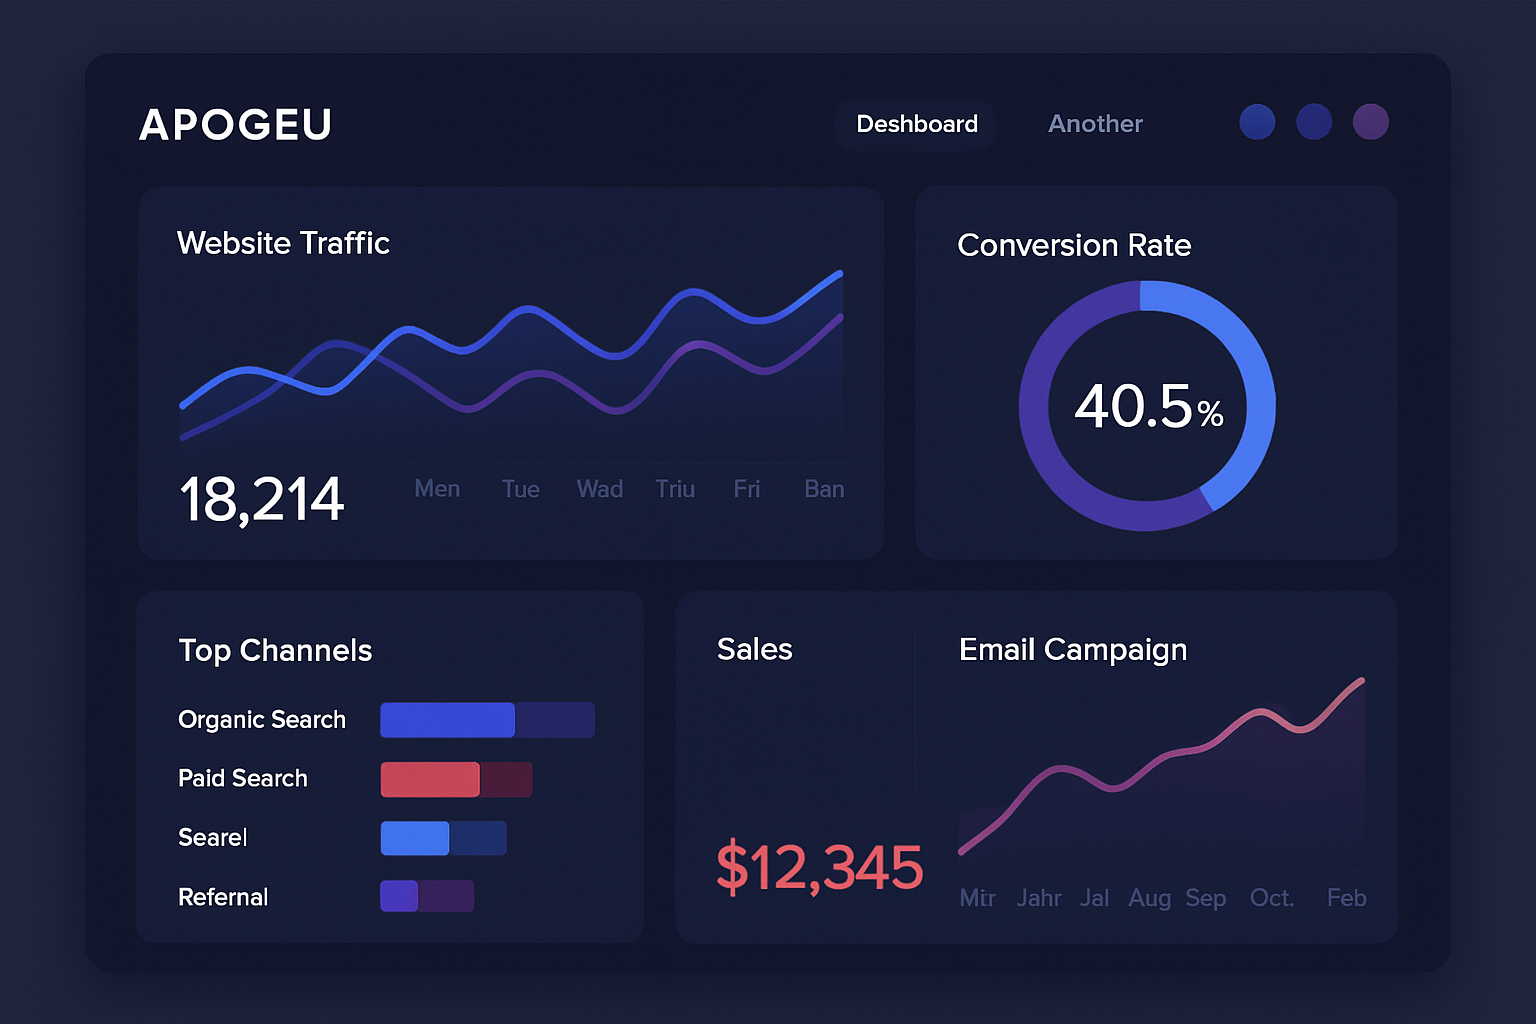 APOGEU
Deshboard
Another
Website Traffic
18,214
Men Tue Wad Triu Fri Ban
Conversion Rate
40.5%
Top Channels
Organic Search
Paid Search
Searel
Refernal
Sales
$12,345
Email Campaign
Mir Jahr Jal Aug Sep Oct. Feb